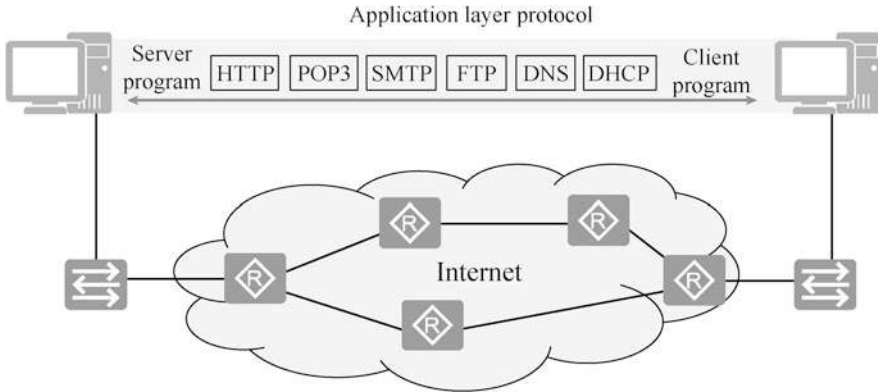 Application layer protocol
Server program
HTTP
POP3
SMTP
FTP
DNS
DHCP
Client program
R
R
R
Internet
R
R